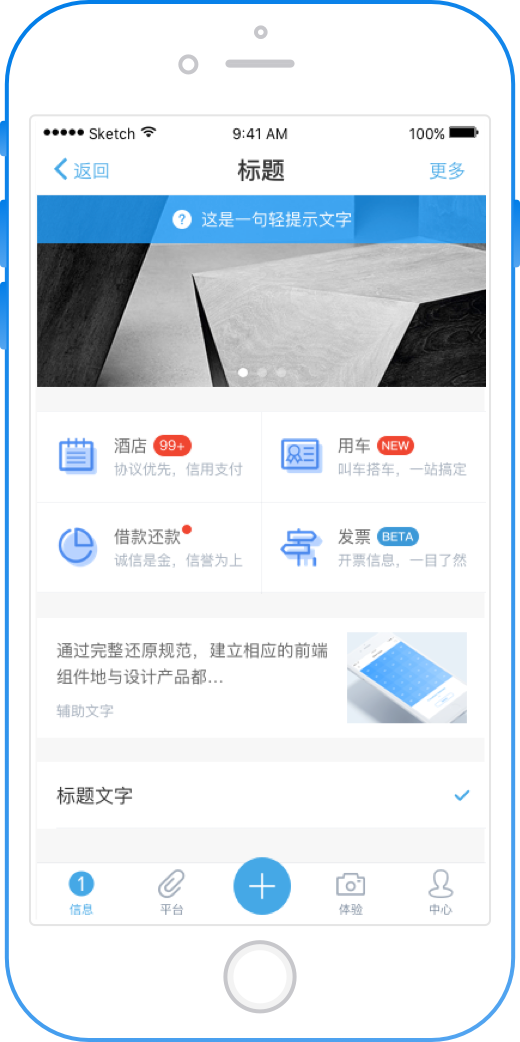 Sketch 9:41 AM 100%
返回 标题 更多
? 这是一句轻提示文字
酒店 99+
协议优先，信用支付
用车 NEW
叫车搭车，一站搞定
借款还款
诚信是金，信誉为上
发票 BETA
开票信息，一目了然
通过完整还原规范，建立相应的前端
组件地与设计产品都...
辅助文字
标题文字
1
信息 平台 体验 中心